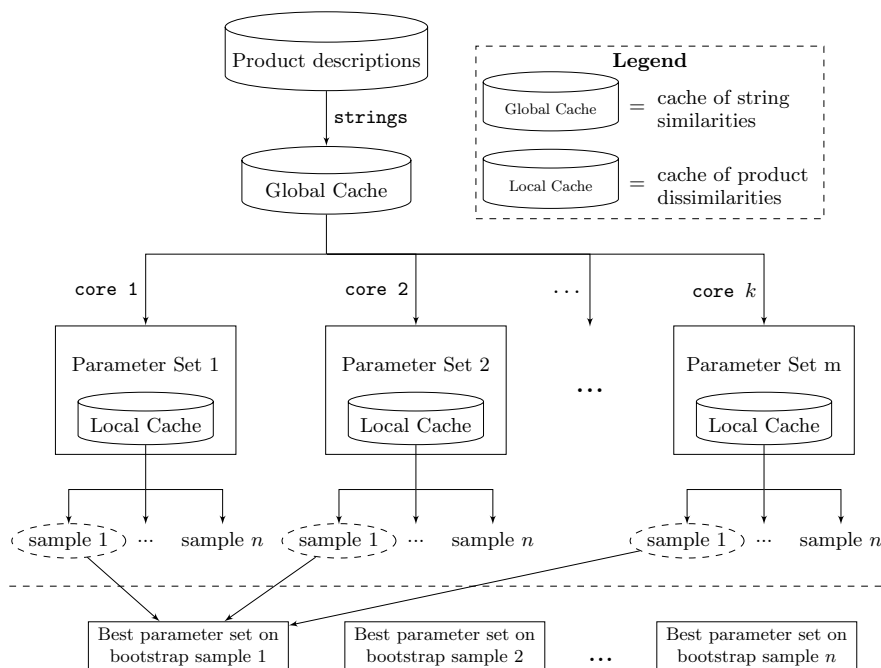 Product descriptions
Legend
Global Cache = cache of string
similarities
Local Cache = cache of product
dissimilarities
strings
Global Cache
core 1
core 2
...
core k
Parameter Set 1
Local Cache
Parameter Set 2
Local Cache
...
Parameter Set m
Local Cache
sample 1 ... sample n
sample 1 ... sample n
sample 1 ... sample n
Best parameter set on
bootstrap sample 1
Best parameter set on
bootstrap sample 2
...
Best parameter set on
bootstrap sample n